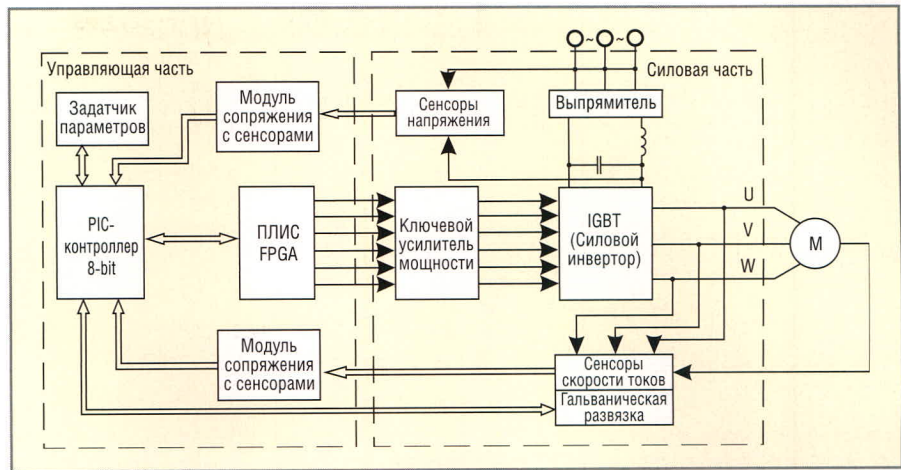 Управляющая часть
Силовая часть
Задатчик
параметров
Модуль
сопряжения
с сенсорами
Сенсоры
напряжения
Выпрямитель
PIC-
контроллер
8-bit
ПЛИС
FPGA
Ключевой
усилитель
мощности
IGBT
(Силовой
инвертор)
U
V
W
M
Модуль
сопряжения
с сенсорами
Сенсоры
скорости токов
Гальваническая
развязка